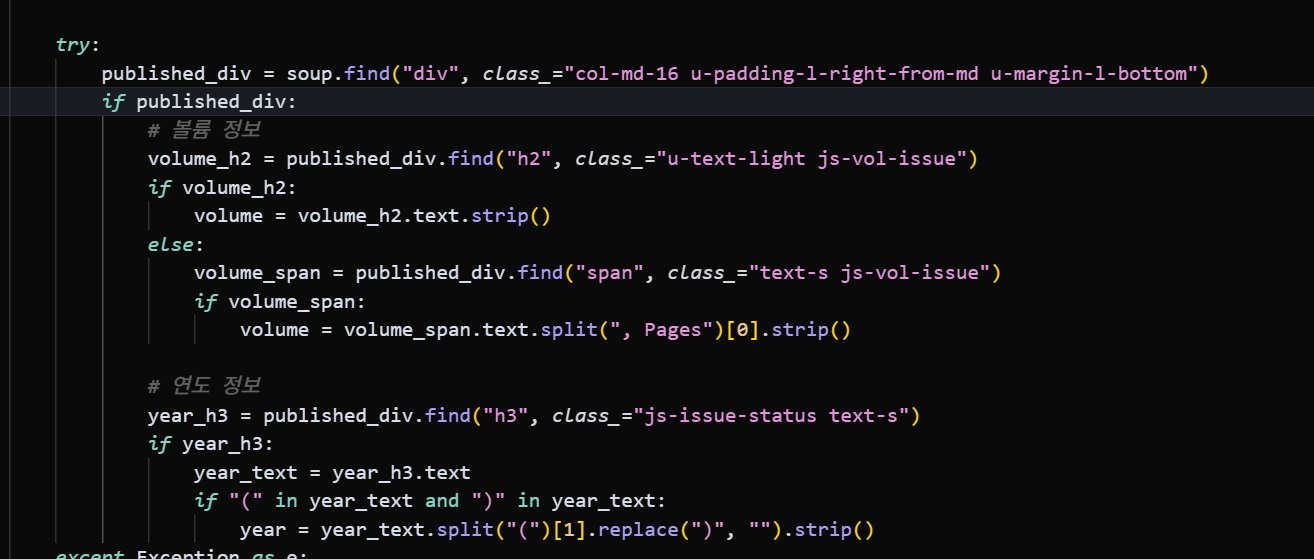 try:
published_div = soup.find("div", class_="col-md-16 u-padding-l-right-from-md u-margin-l-bottom")
if published_div:
# 볼륨 정보
volume_h2 = published_div.find("h2", class_="u-text-light js-vol-issue")
if volume_h2:
volume = volume_h2.text.strip()
else:
volume_span = published_div.find("span", class_="text-s js-vol-issue")
if volume_span:
volume = volume_span.text.split(", Pages")[0].strip()
# 연도 정보
year_h3 = published_div.find("h3", class_="js-issue-status text-s")
if year_h3:
year_text = year_h3.text
if "(" in year_text and ")" in year_text:
year = year_text.split("(")[1].replace(")", "").strip()
except Exception as e: